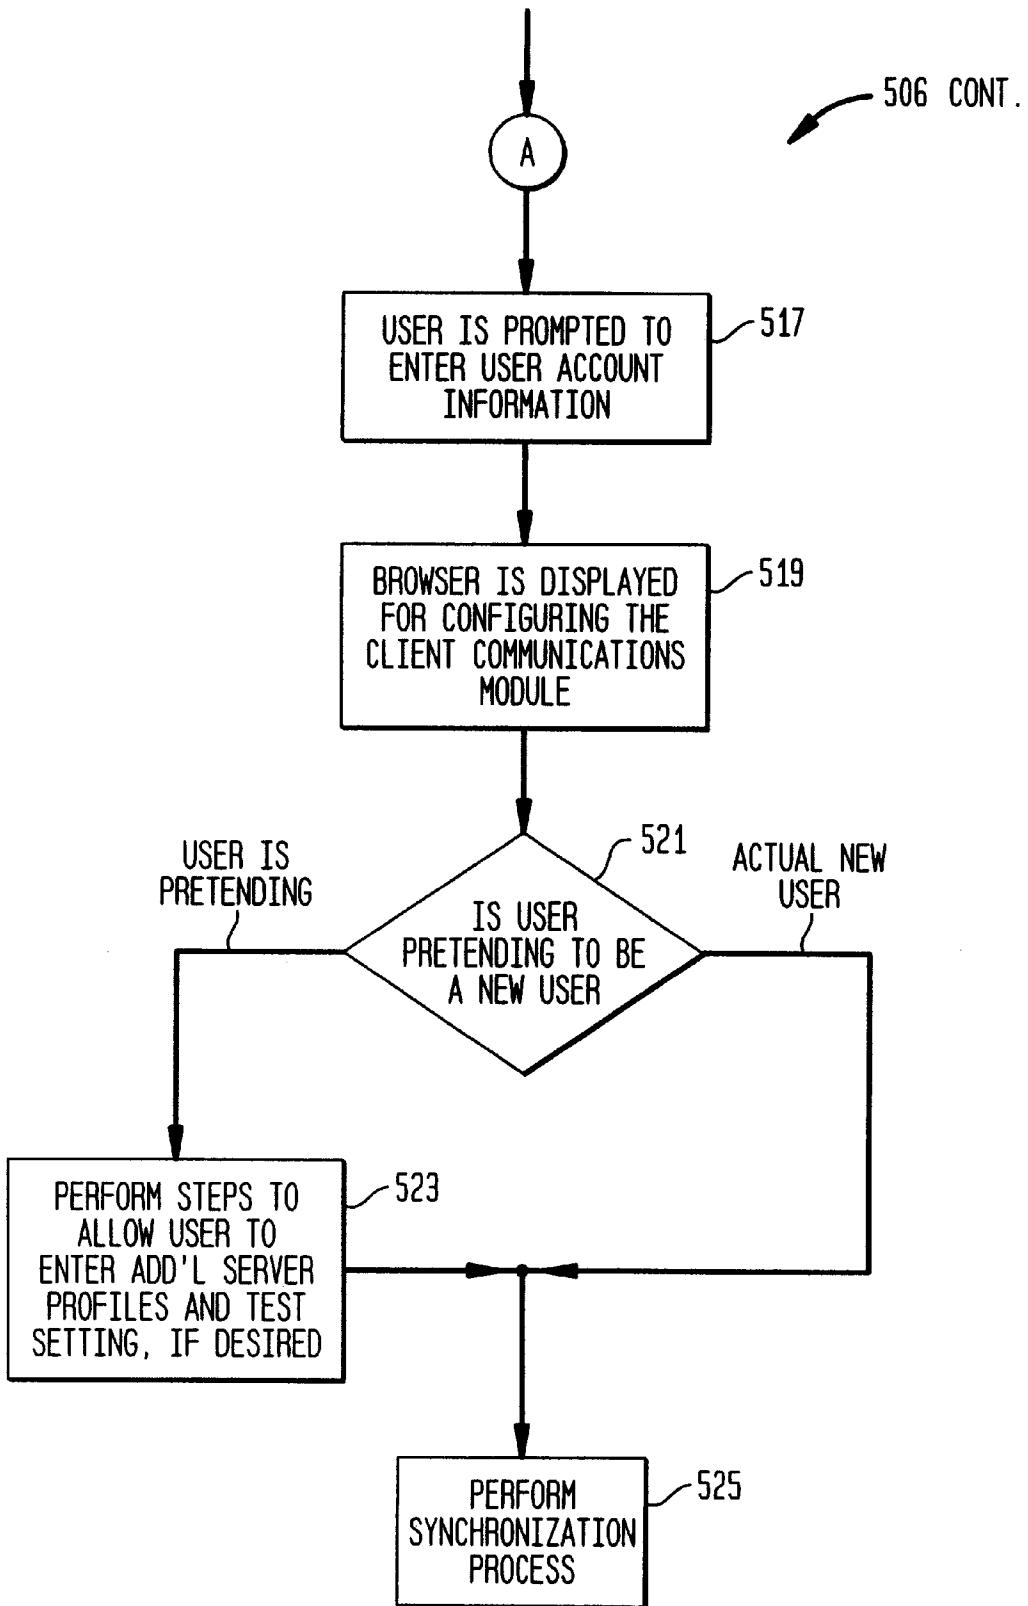 506 CONT.
A
USER IS PROMPTED TO
ENTER USER ACCOUNT
INFORMATION
517
BROWSER IS DISPLAYED
FOR CONFIGURING THE
CLIENT COMMUNICATIONS
MODULE
519
521
USER IS
PRETENDING
IS USER
PRETENDING TO BE
A NEW USER
ACTUAL NEW
USER
PERFORM STEPS TO
ALLOW USER TO
ENTER ADD'L SERVER
PROFILES AND TEST
SETTING, IF DESIRED
523
PERFORM
SYNCHRONIZATION
PROCESS
525